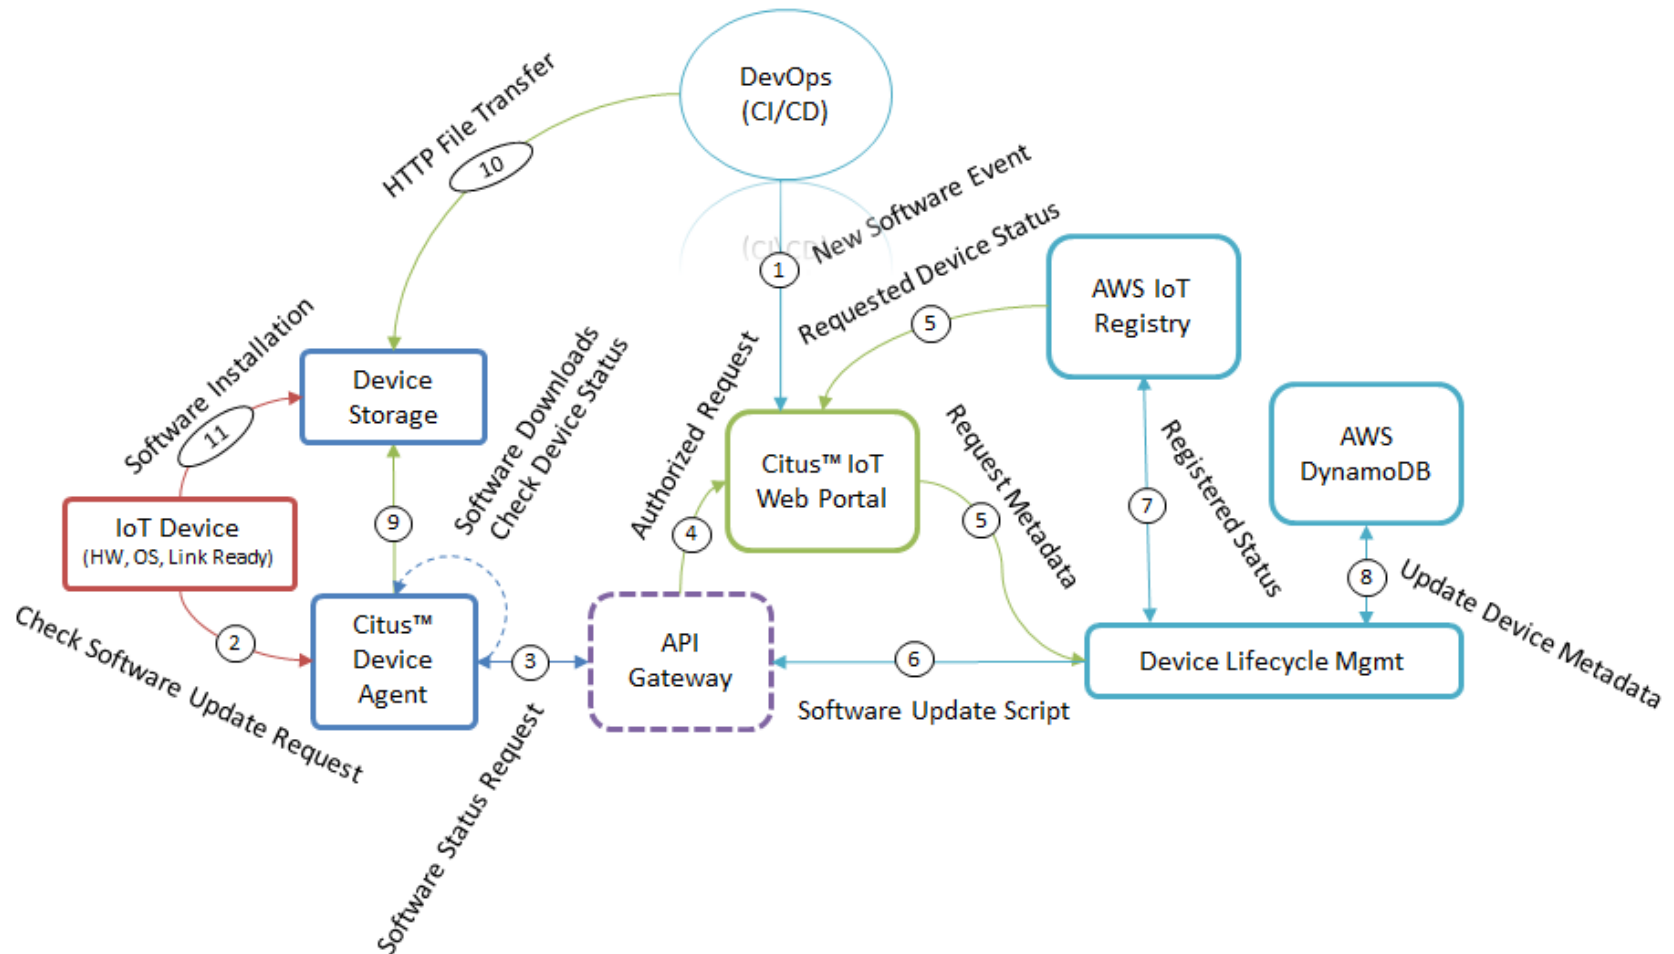 DevOps
(CI/CD)
(CI/CD)
HTTP File Transfer
10
New Software Event
1
Requested Device Status
5
AWS IoT
Registry
Software Installation
11
Device
Storage
Software Downloads
Check Device Status
Authorized Request
4
Citus™ IoT
Web Portal
Request Metadata
5
Registered Status
7
AWS
DynamoDB
8
Update Device Metadata
IoT Device
(HW, OS, Link Ready)
9
Check Software Update Request
2
Citus™
Device
Agent
3
Software Status Request
API
Gateway
6
Software Update Script
Device Lifecycle Mgmt